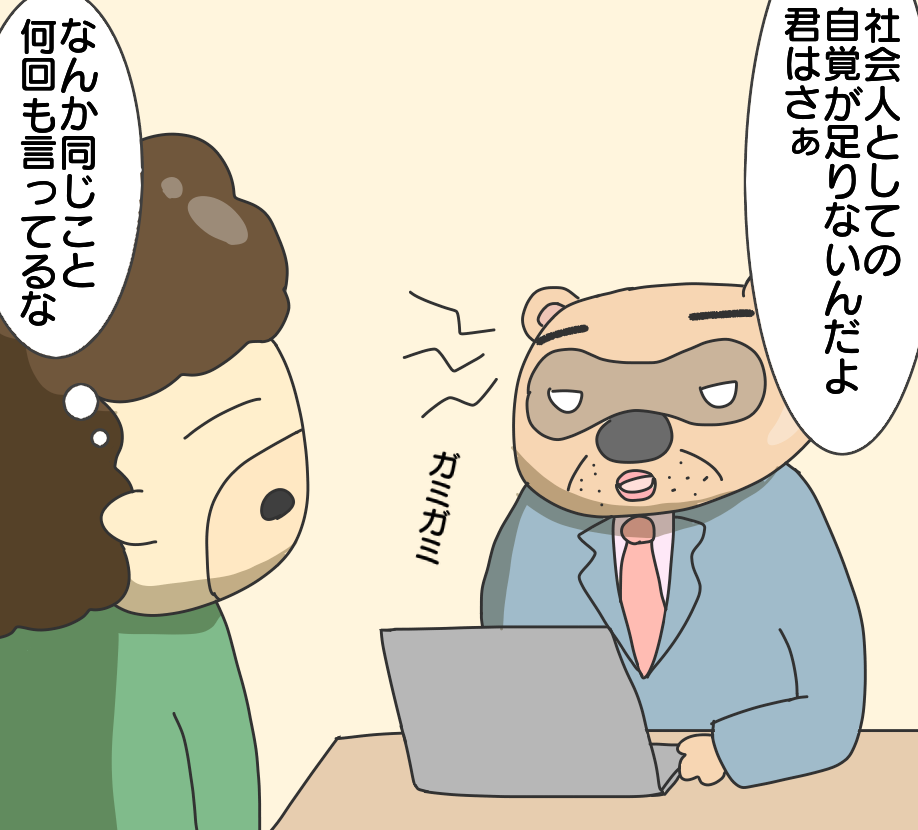 社会人としての
自覚が足りないんだよ
君はさぁ
ガミガミ
なんか同じこと
何回も言ってるな